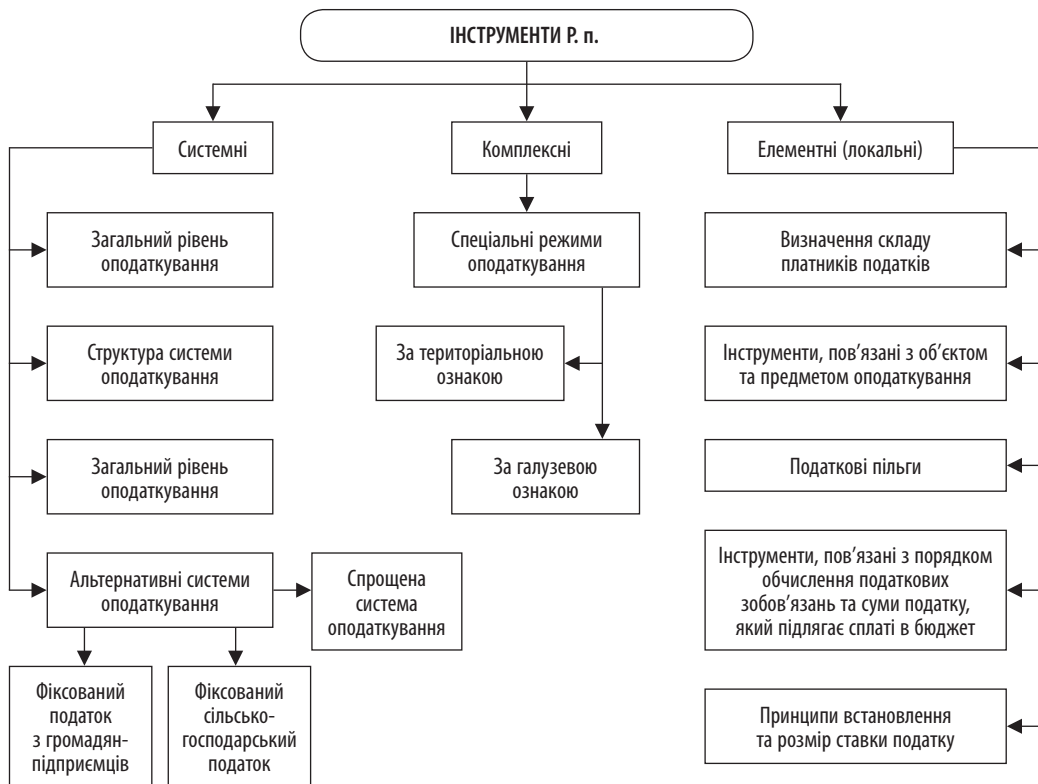 ІНСТРУМЕНТИ Р. п.
Системні
Комплексні
Елементні (локальні)
Загальний рівень
оподаткування
Спеціальні режими
оподаткування
Визначення складу
платників податків
Структура системи
оподаткування
За територіальною
ознакою
Інструменти, пов’язані з об’єктом
та предметом оподаткування
Загальний рівень
оподаткування
За галузевою
ознакою
Податкові пільги
Альтернативні системи
оподаткування
Спрощена
система
оподаткування
Інструменти, пов’язані з порядком
обчислення податкових
зобов’язань та суми податку,
який підлягає сплаті в бюджет
Фіксований
податок
з громадян-
підприємців
Фіксований
сільсько-
господарський
податок
Принципи встановлення
та розмір ставки податку